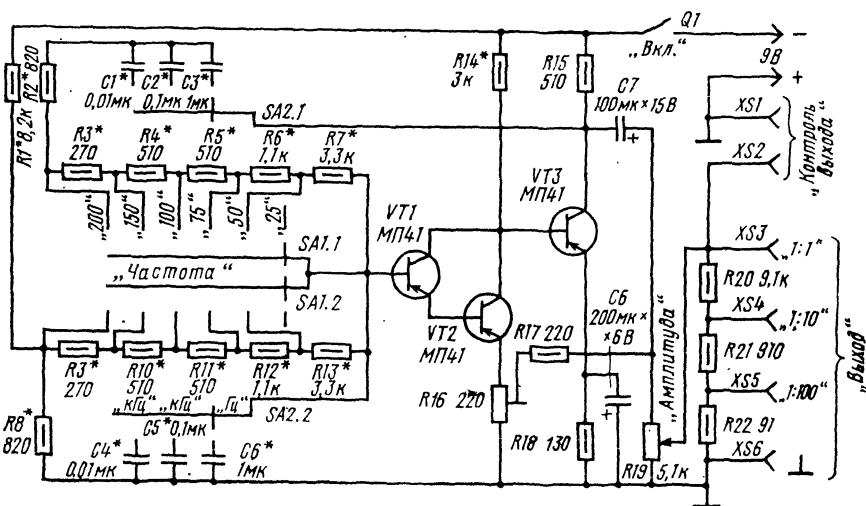 R1* 8,2к
R2* 820
C1*
0,01мк
C2*
0,1мк
C3*
1мк
SA2.1
R14*
3к
R15
510
Q1
„Вкл.“
−
9В
+
C7
100мк×15В
+
XS1
XS2
„Контроль выхода“
R3*
270
R4*
510
R5*
510
R6*
1,1к
R7*
3,3к
„200“
„150“
„100“
„75“
„50“
„25“
VT1
МП41
VT3
МП41
SA1.1
„Частота“
SA1.2
XS3
„1:1“
R20 9,1к
XS4
„1:10“
R21 910
XS5
„1:100“
R22 91
XS6
„Выход“
VT2
МП41
R17 220
C6
200мк×
×6В
+
„Амплитуда“
R3*
270
R10*
510
R11*
510
R12*
1,1к
R13*
3,3к
R16 220
„кГц“
„кГц“
„Гц“
SA2.2
R8*
820
C4*
0,01мк
C5* 0,1мк
C6*
1мк
R18 130
R19
5,1к